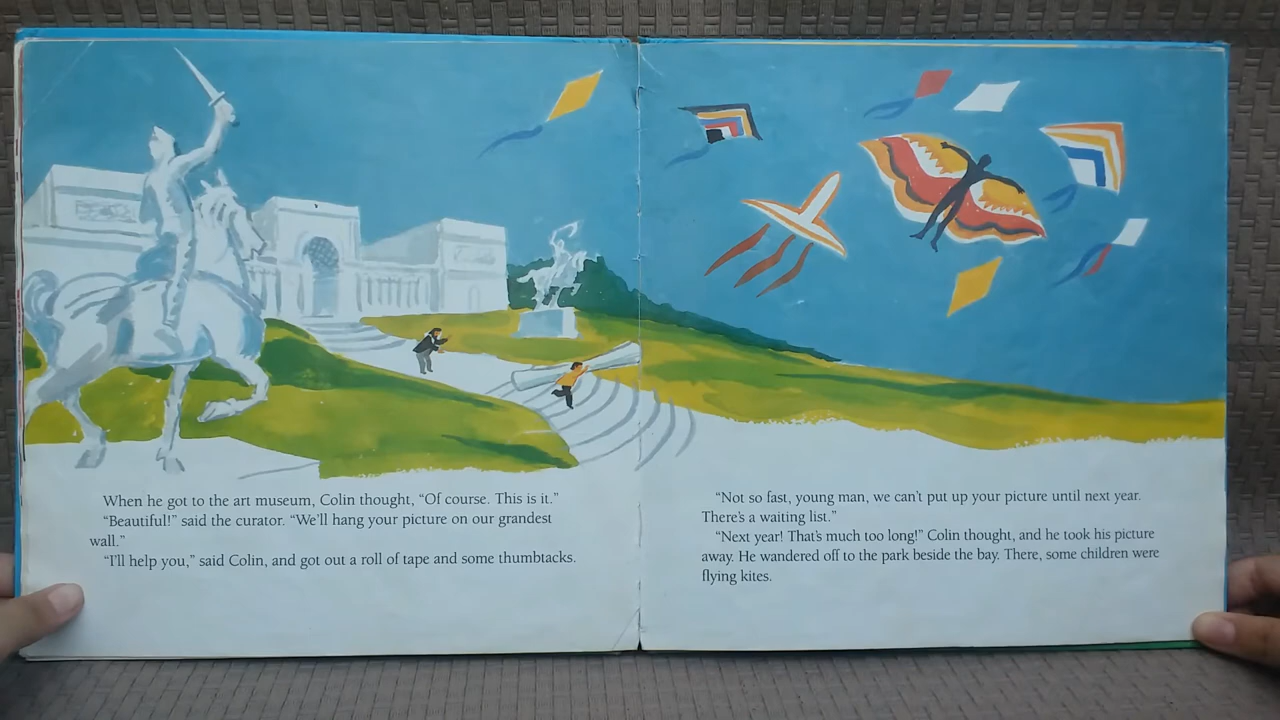 When he got to the art museum, Colin thought, “Of course. This is it.”
“Beautiful!” said the curator. “We’ll hang your picture on our grandest
wall.”
“I’ll help you,” said Colin, and got out a roll of tape and some thumbtacks.
“Not so fast, young man, we can’t put up your picture until next year.
There’s a waiting list.”
“Next year! That’s much too long!” Colin thought, and he took his picture
away. He wandered off to the park beside the bay. There, some children were
flying kites.